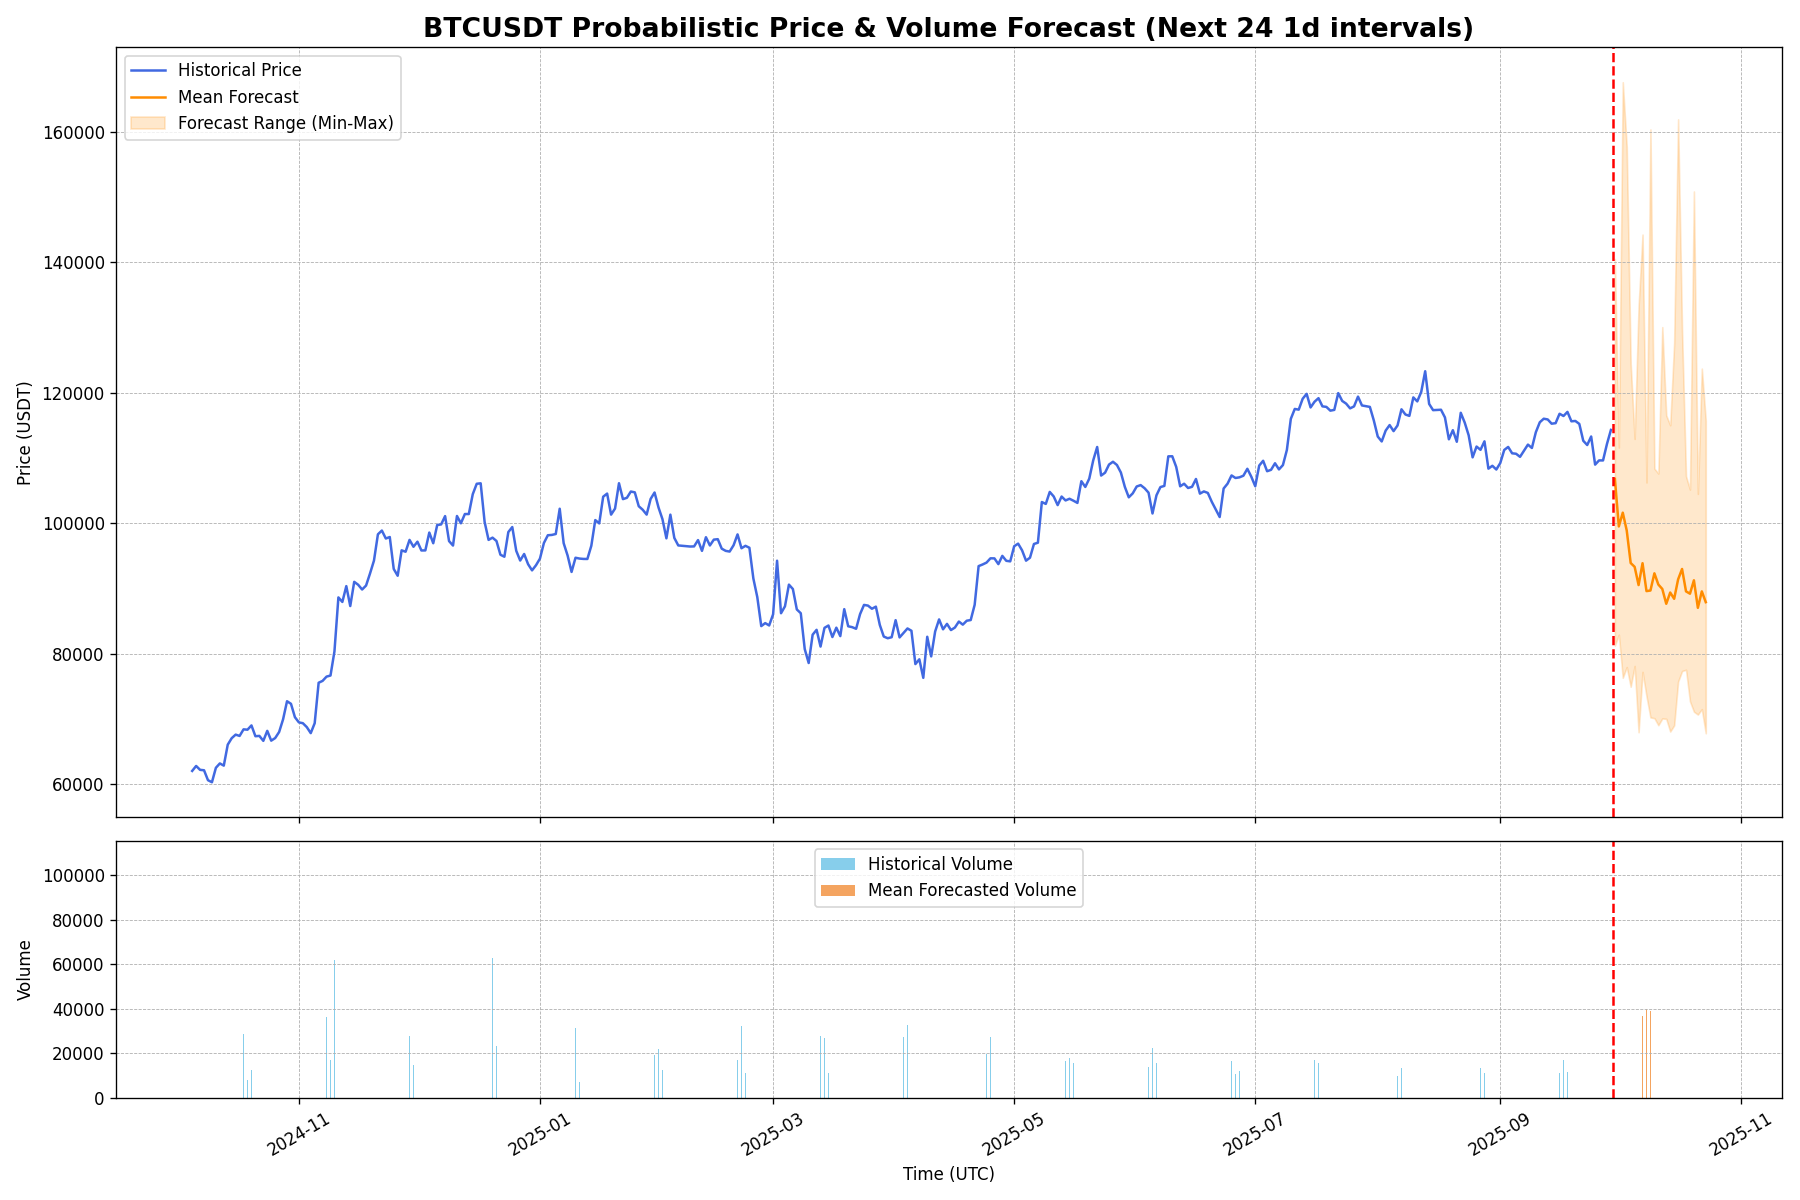 BTCUSDT Probabilistic Price & Volume Forecast (Next 24 1d intervals)
Historical Price
Mean Forecast
Forecast Range (Min-Max)
160000
140000
120000
100000
80000
60000
Price (USDT)
Historical Volume
Mean Forecasted Volume
100000
80000
60000
40000
20000
0
Volume
2024-11
2025-01
2025-03
2025-05
2025-07
2025-09
2025-11
Time (UTC)